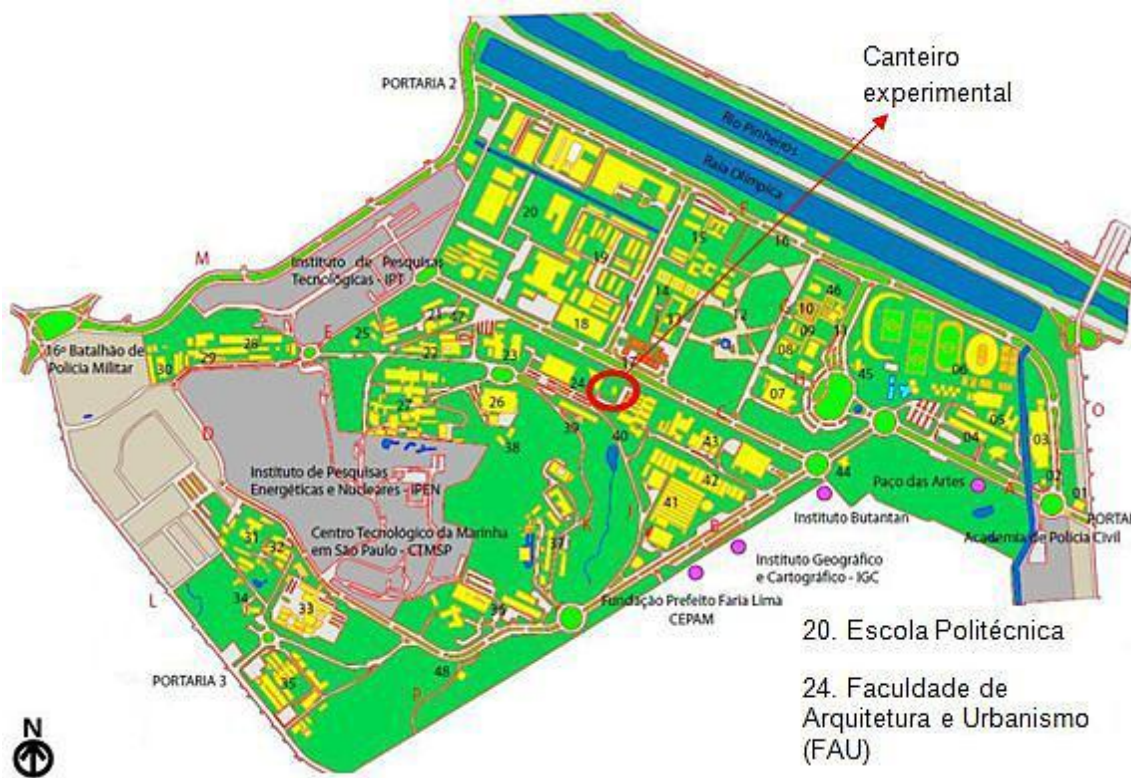 Canteiro
experimental
PORTARIA 2
Rio Pinheiros
Raia Olímpica
M
F
16
15
20
19
Instituto de Pesquisas
Tecnológicas - IPT
14
13
12
46
10
G
09
11
08
18
17
25
21
47
E
22
23
16º Batalhão de
Policia Militar
28
29
30
24
H
07
45
06
05
O
27
26
C
39
40
43
04
03
38
D
44
02
42
Paço das Artes
A
01
Instituto de Pesquisas
Energéticas e Nucleares - IPEN
41
Instituto Butantan
PORTAR
Academia de Policia Civil
K
J
B
Centro Tecnológico da Marinha
em São Paulo - CTMSP
31
32
37
Instituto Geográfico
e Cartográfico - IGC
L
34
33
36
Fundação Prefeito Faria Lima
CEPAM
20. Escola Politécnica
48
PORTARIA 3
35
P
24. Faculdade de
Arquitetura e Urbanismo
(FAU)
N